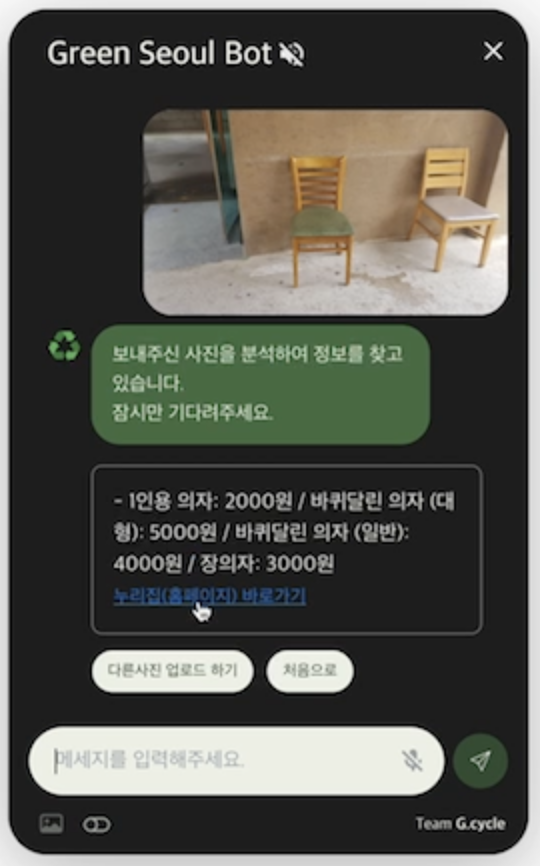 Green Seoul Bot
보내주신 사진을 분석하여 정보를 찾고
있습니다.
잠시만 기다려주세요.
- 1인용 의자: 2000원 / 바퀴달린 의자 (대
형): 5000원 / 바퀴달린 의자 (일반):
4000원 / 장의자: 3000원
누리집(홈페이지) 바로가기
다른사진 업로드 하기
처음으로
메세지를 입력해주세요.
Team G.cycle